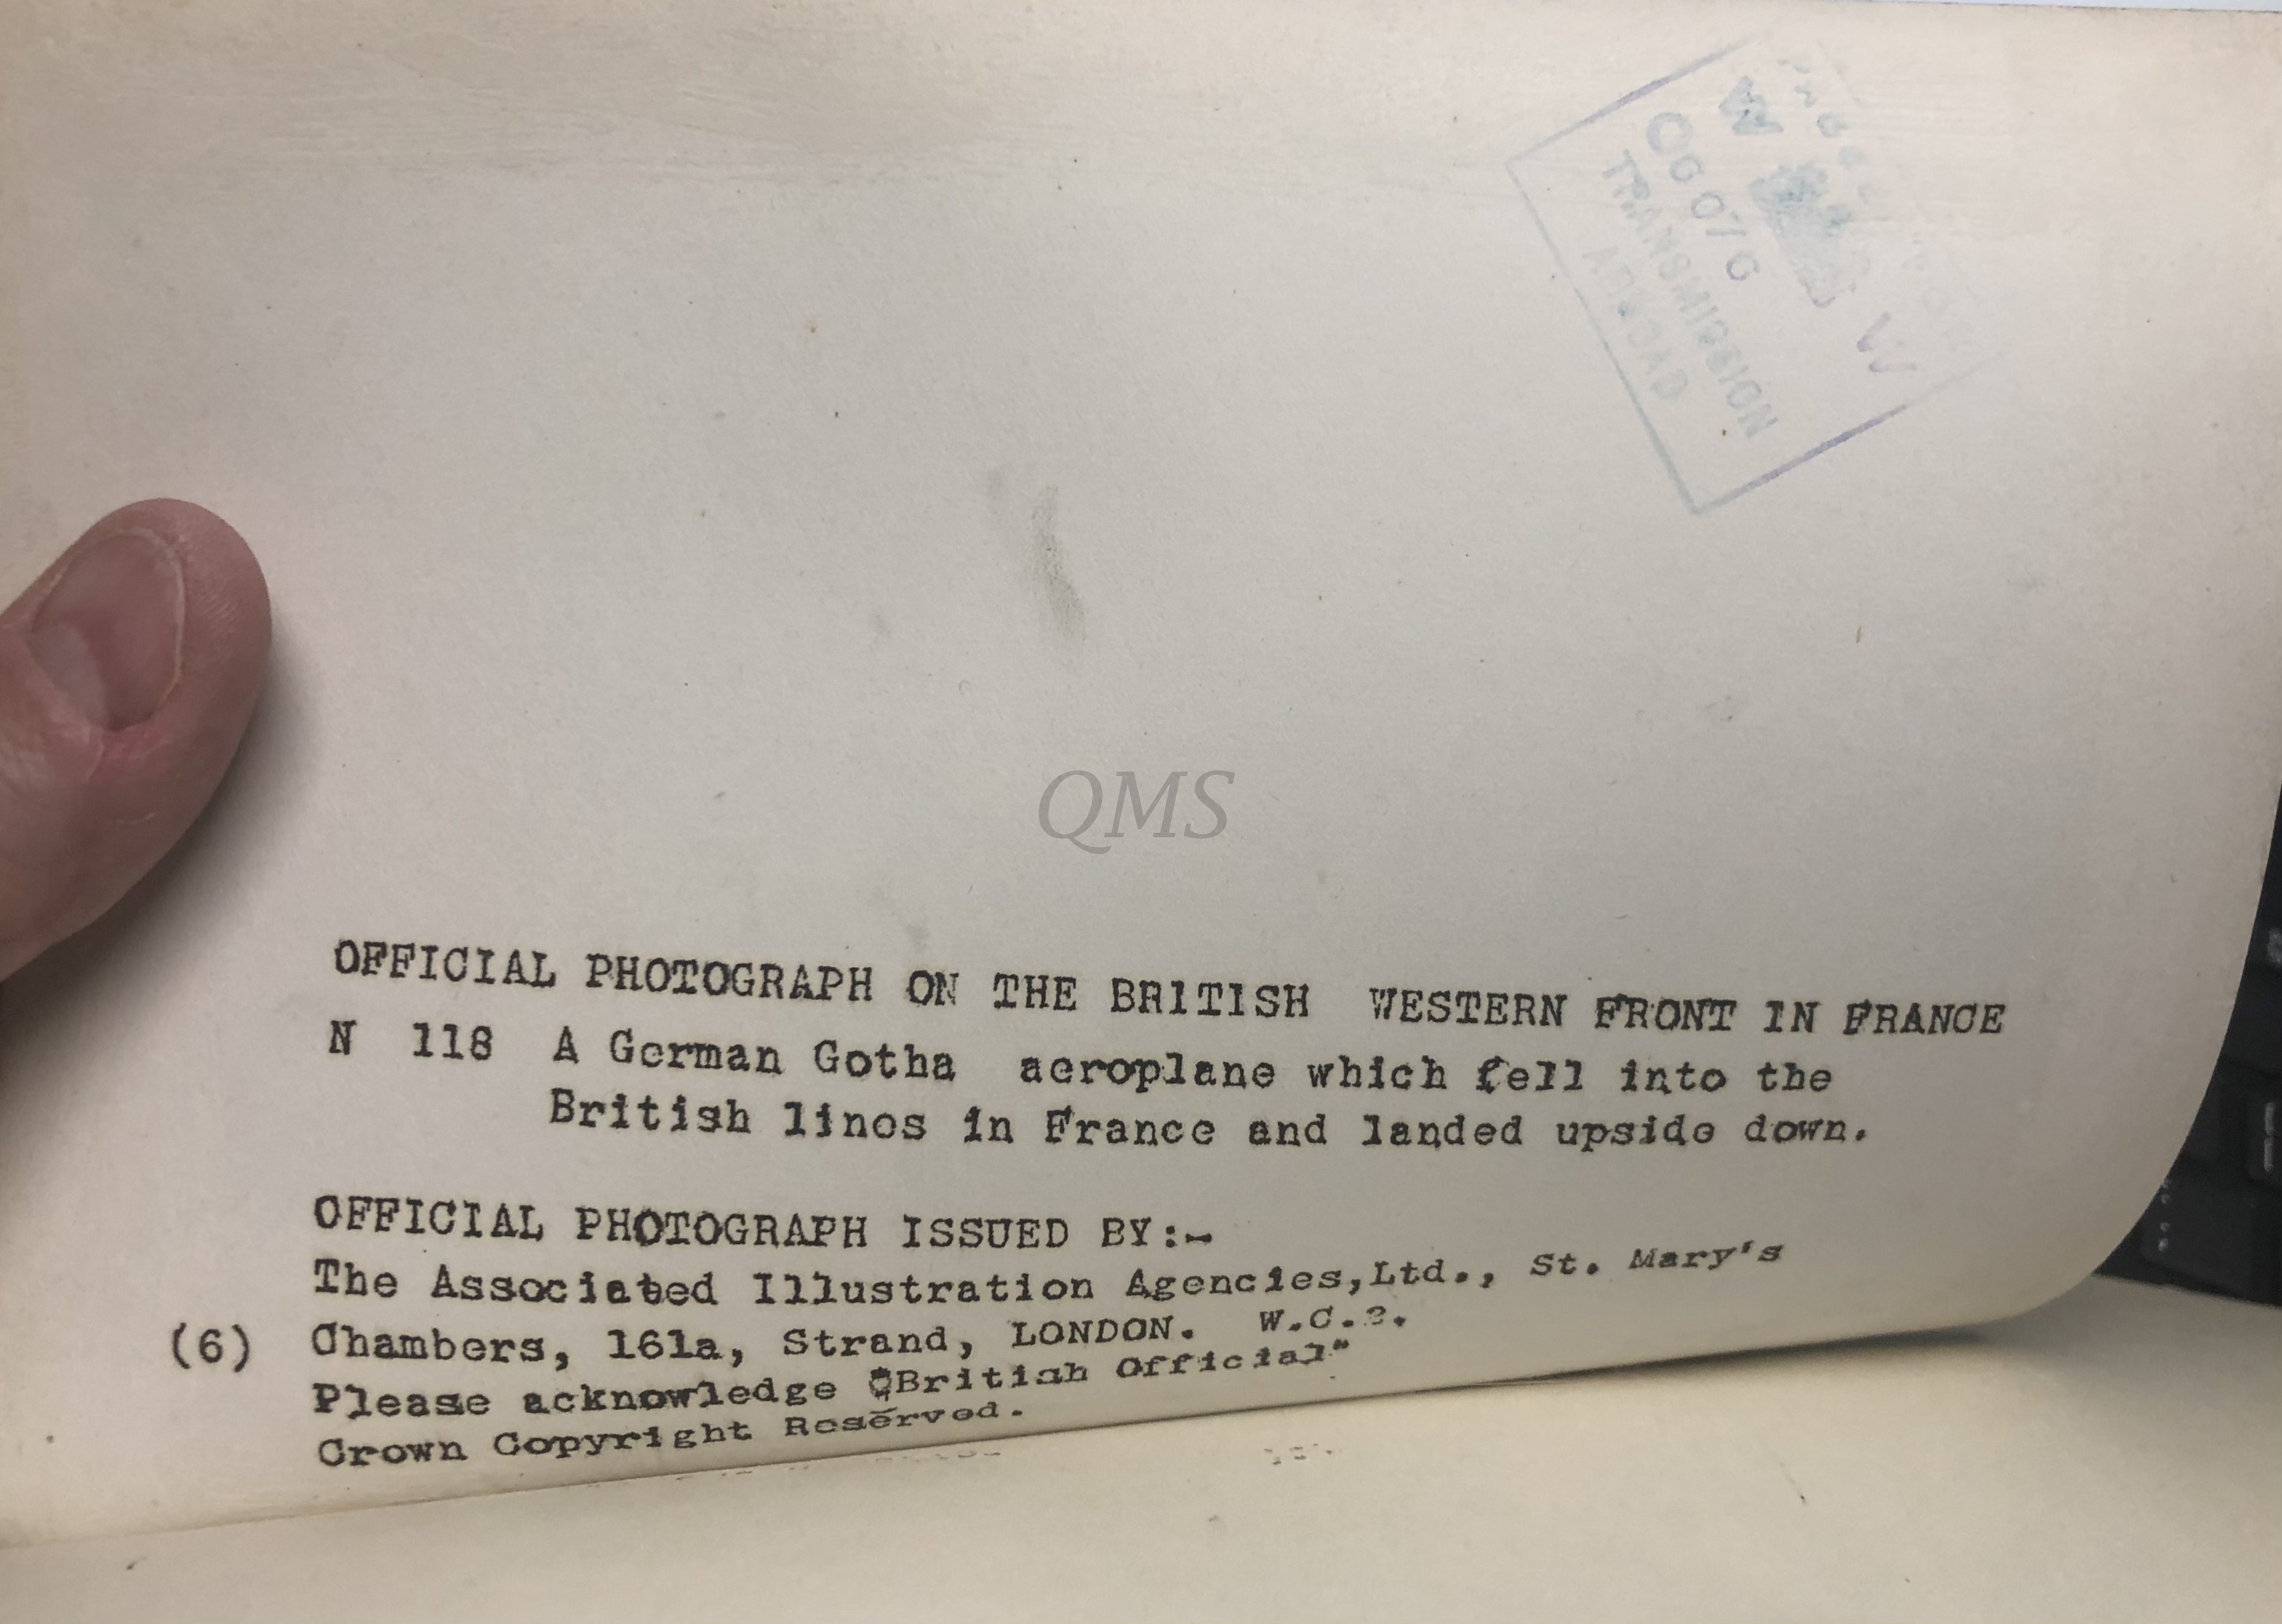 TRANSMISSION
QMS
OFFICIAL PHOTOGRAPH ON THE BRITISH WESTERN FRONT IN FRANCE
N 118 A German Gotha aeroplane which fell into the
British lines in France and landed upside down.
OFFICIAL PHOTOGRAPH ISSUED BY:-
The Associated Illustration Agencies,Ltd., St. Mary's
(6) Chambers, 161a, Strand, LONDON. W.C.2.
Please acknowledge "British Official"
Crown Copyright Reserved.